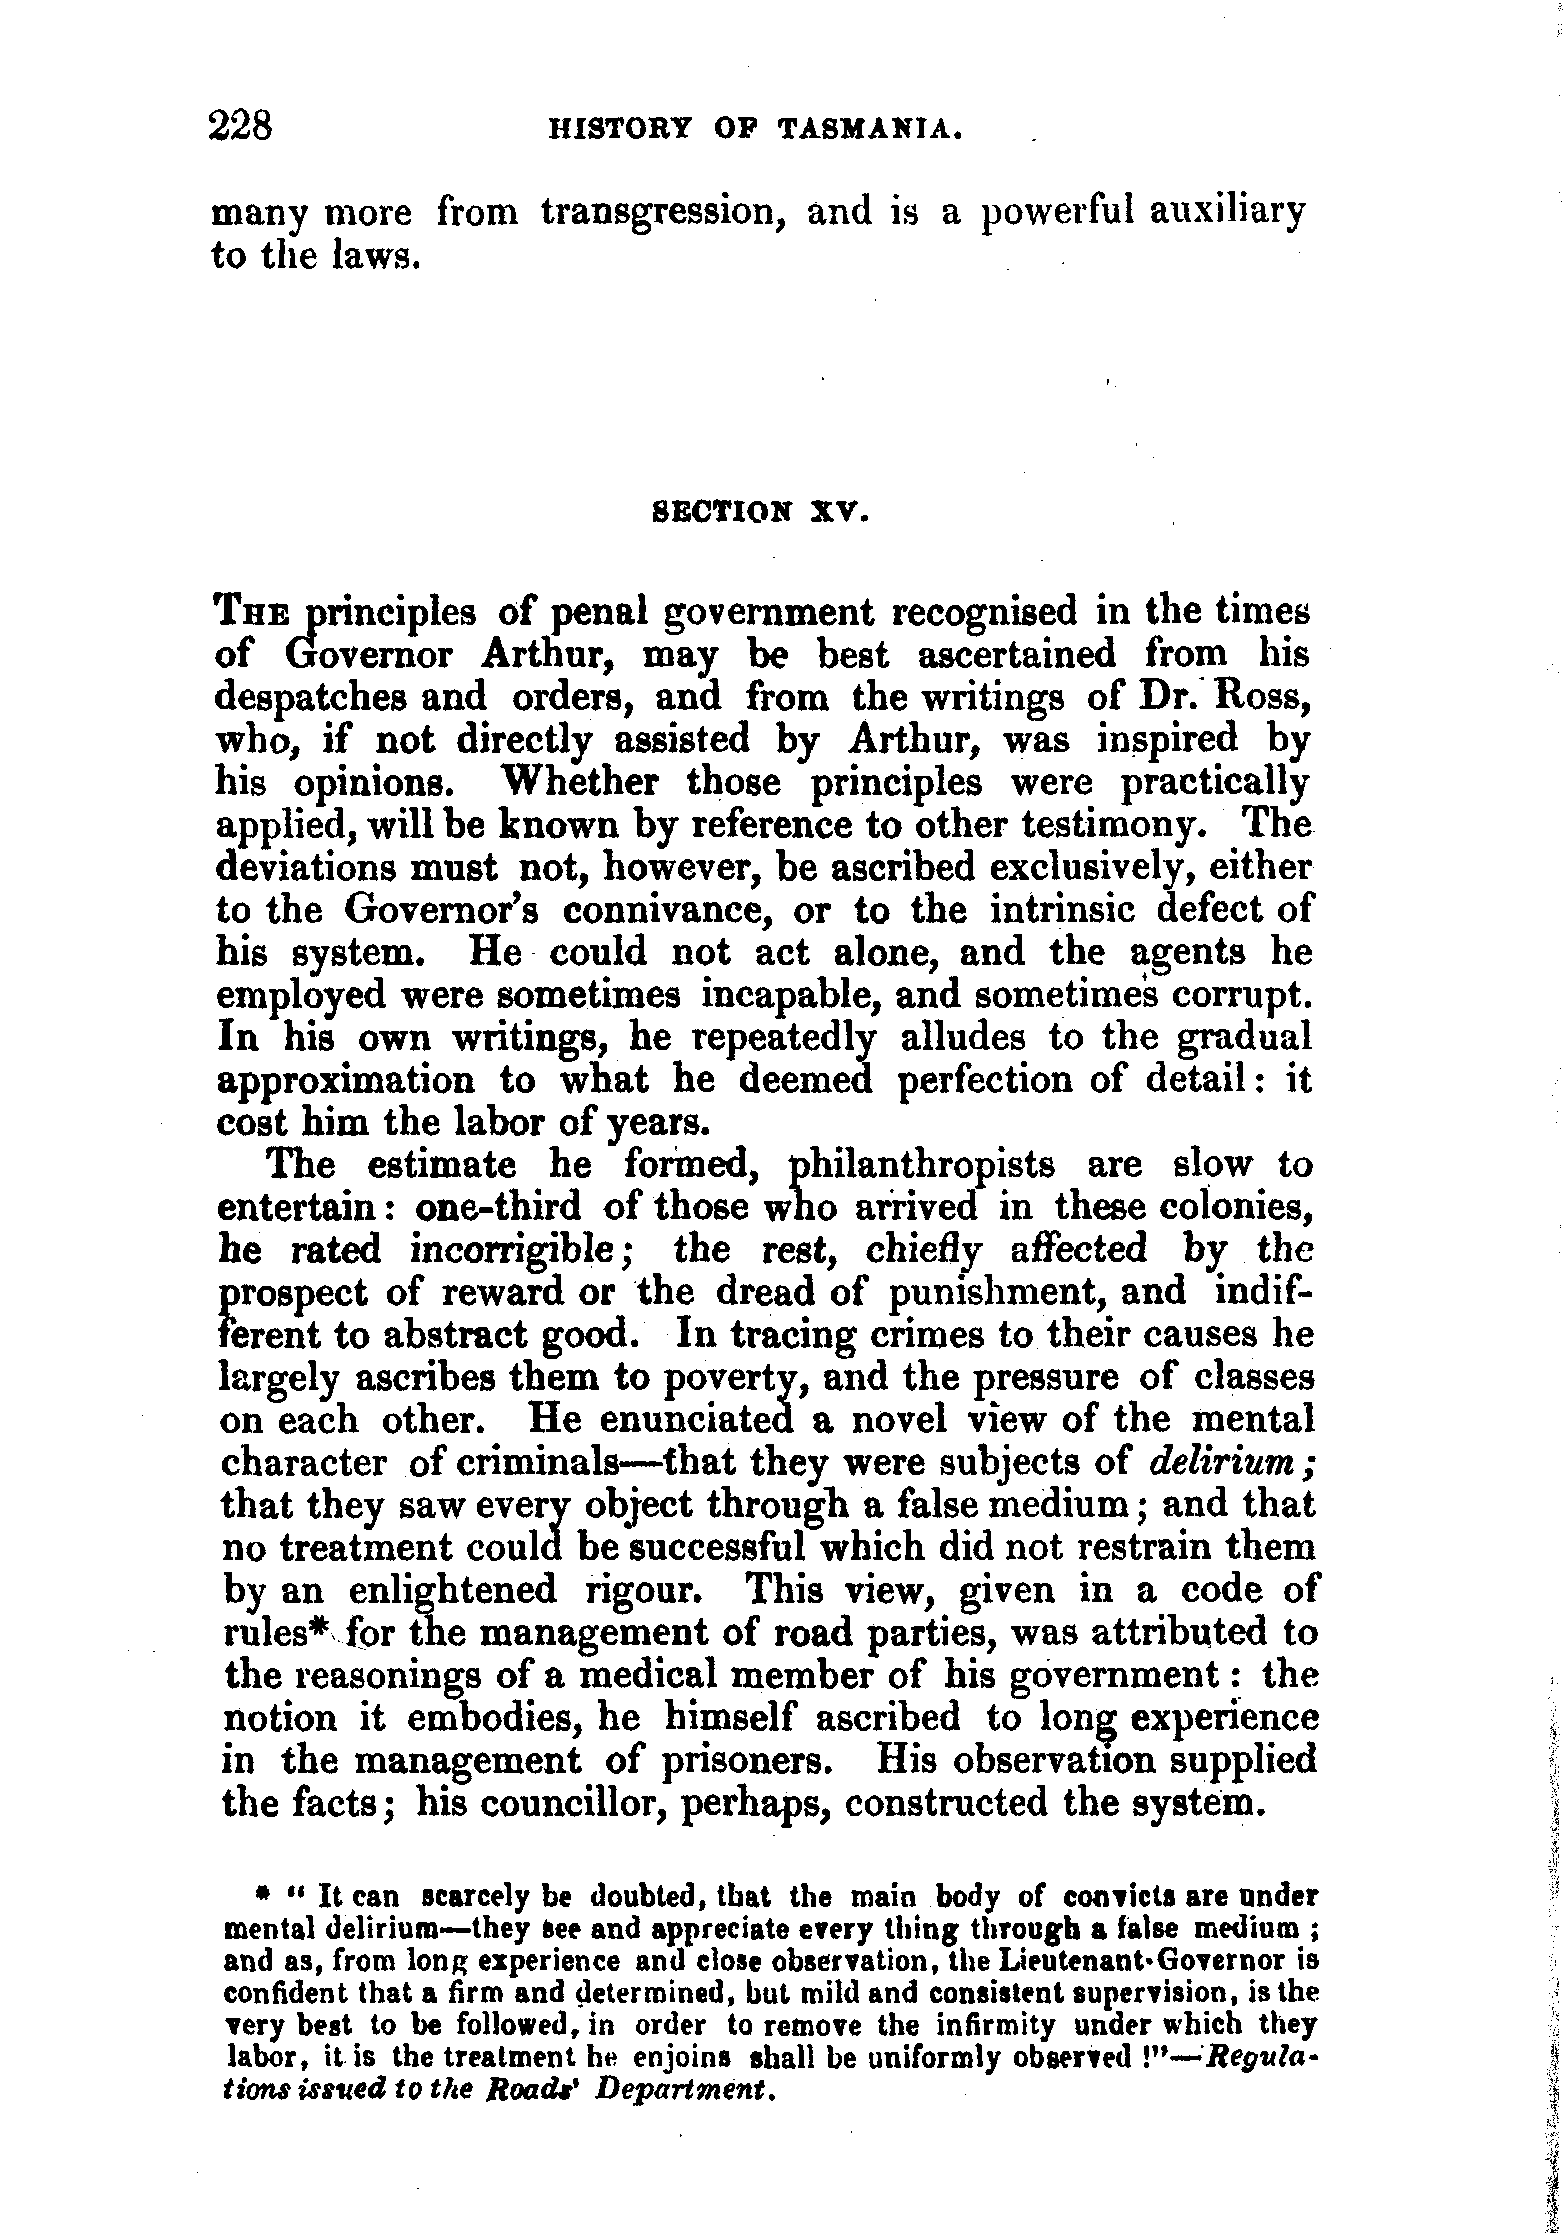 228 HISTORY OF TASMANIA.
many more from transgression, and is a powerful auxiliary
to the laws.
SECTION XV.
THE principles of penal government recognised in the times
of Governor Arthur, may be best ascertained from his
despatches and orders, and from the writings of Dr. Ross,
who, if not directly assisted by Arthur, was inspired by
his opinions. Whether those principles were practically
applied, will be known by reference to other testimony. The
deviations must not, however, be ascribed exclusively, either
to the Governor's connivance, or to the intrinsic defect of
his system. He could not act alone, and the agents he
employed were sometimes incapable, and sometimes corrupt.
In his own writings, he repeatedly alludes to the gradual
approximation to what he deemed perfection of detail: it
cost him the labor of years.
The estimate he formed, philanthropists are slow to
entertain: one-third of those who arrived in these colonies,
he rated incorrigible; the rest, chiefly affected by the
prospect of reward or the dread of punishment, and indif-
ferent to abstract good. In tracing crimes to their causes he
largely ascribes them to poverty, and the pressure of classes
on each other. He enunciated a novel view of the mental
character of criminals—that they were subjects of delirium;
that they saw every object through a false medium; and that
no treatment could be successful which did not restrain them
by an enlightened rigour. This view, given in a code of
rules* for the management of road parties, was attributed to
the reasonings of a medical member of his government: the
notion it embodies, he himself ascribed to long experience
in the management of prisoners. His observation supplied
the facts; his councillor, perhaps, constructed the system.
* "It can scarcely be doubted, that the main body of convicts are under
mental delirium—they see and appreciate every thing through a false medium;
and as, from long experience and close observation, the Lieutenant-Governor is
confident that a firm and determined, but mild and consistent supervision, is the
very best to be followed, in order to remove the infirmity under which they
labor, it is the treatment he enjoins shall be uniformly observed!"—Regula-
tions issued to the Roads' Department.